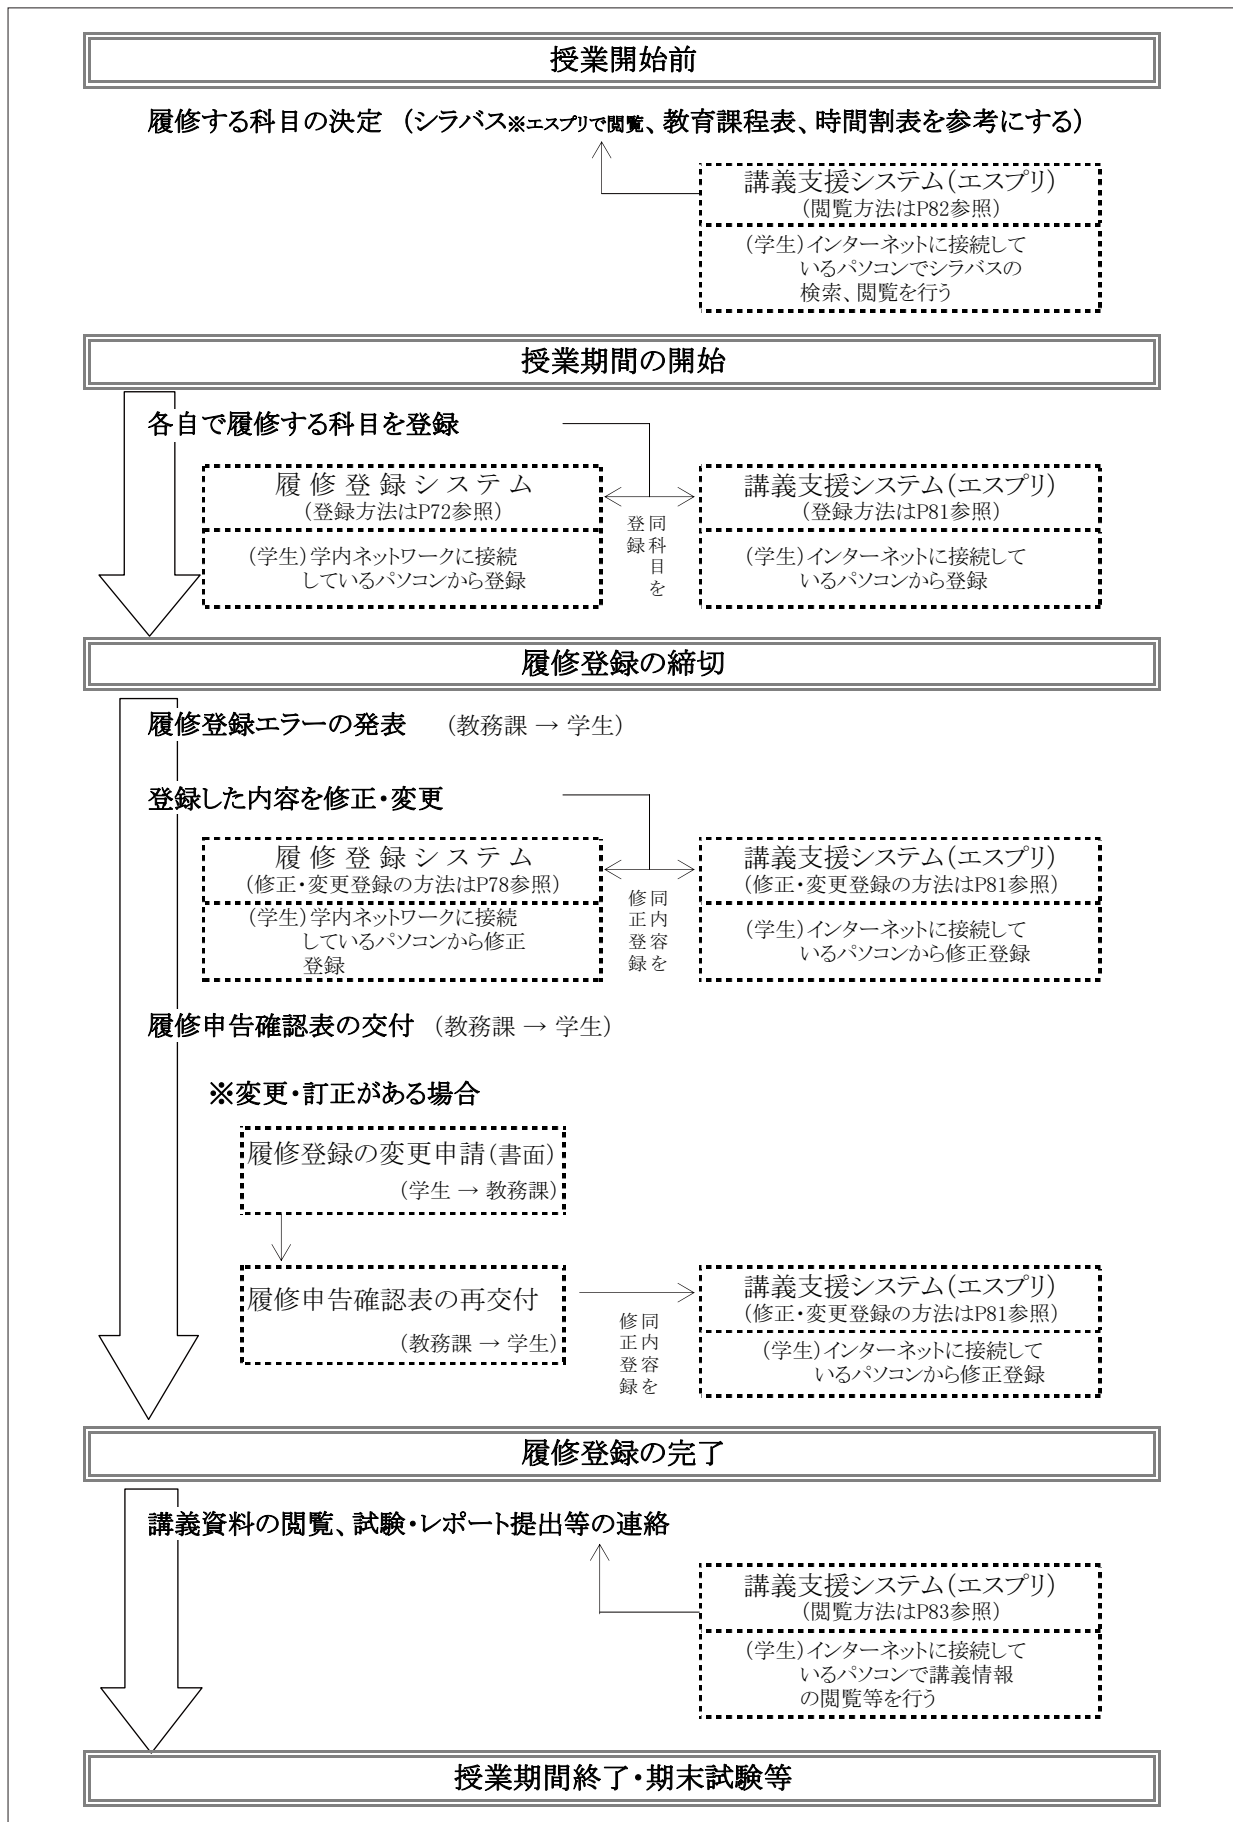 授業開始前
履修する科目の決定 (シラバス※エスプリで閲覧、教育課程表、時間割表を参考にする)
講義支援システム(エスプリ)
(閲覧方法はP82参照)
(学生)インターネットに接続して
いるパソコンでシラバスの
検索、閲覧を行う
授業期間の開始
各自で履修する科目を登録
履修登録システム
(登録方法はP72参照)
(学生)学内ネットワークに接続
しているパソコンから登録
同科目を
登録
講義支援システム(エスプリ)
(登録方法はP81参照)
(学生)インターネットに接続して
いるパソコンから登録
履修登録の締切
履修登録エラーの発表 (教務課 → 学生)
登録した内容を修正・変更
履修登録システム
(修正・変更登録の方法はP78参照)
(学生)学内ネットワークに接続
しているパソコンから修正
登録
同内容を
修正登録
講義支援システム(エスプリ)
(修正・変更登録の方法はP81参照)
(学生)インターネットに接続して
いるパソコンから修正登録
履修申告確認表の交付 (教務課 → 学生)
※変更・訂正がある場合
履修登録の変更申請(書面)
(学生 → 教務課)
履修申告確認表の再交付
(教務課 → 学生)
同内容を
修正登録
講義支援システム(エスプリ)
(修正・変更登録の方法はP81参照)
(学生)インターネットに接続して
いるパソコンから修正登録
履修登録の完了
講義資料の閲覧、試験・レポート提出等の連絡
講義支援システム(エスプリ)
(閲覧方法はP83参照)
(学生)インターネットに接続して
いるパソコンで講義情報
の閲覧等を行う
授業期間終了・期末試験等